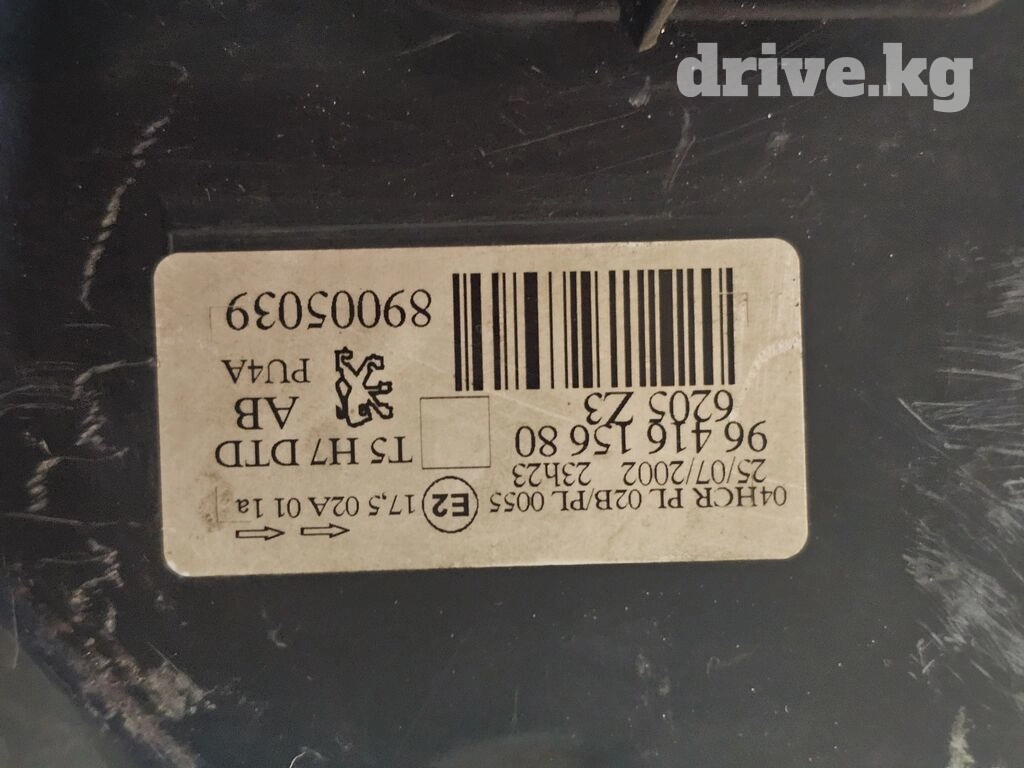 drive.kg
04HCR PL 02B/PL 0055 E2 17,5 02A 01 1a
25/07/2002 23h23
96 416 156 80
6205 Z3
T5 H7 DTD
AB
PU4A
89005039